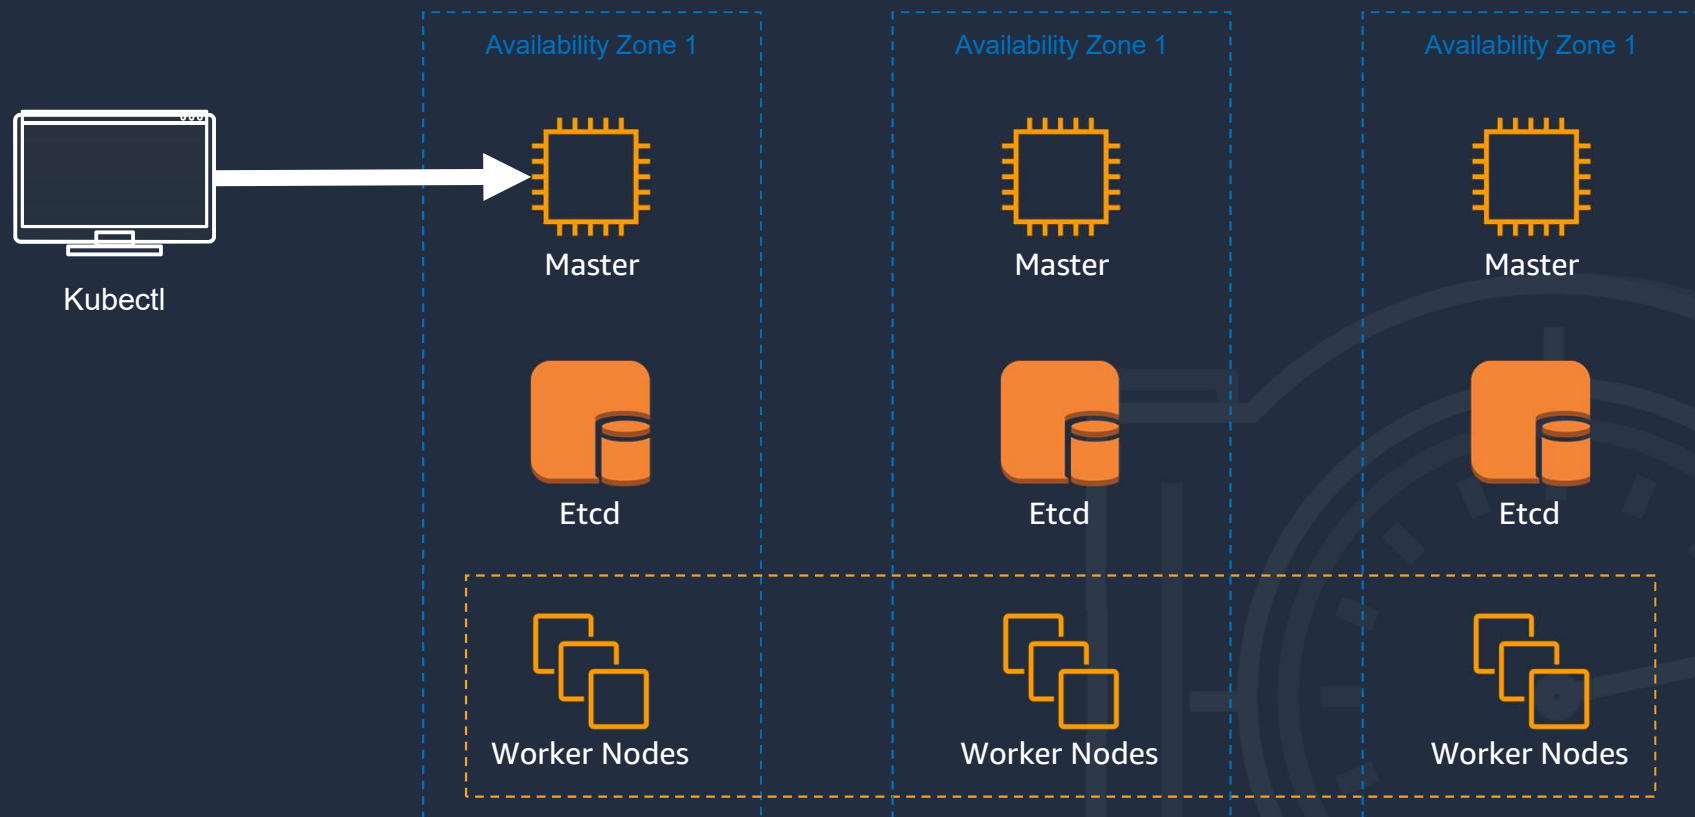 Availability Zone 1
Availability Zone 1
Availability Zone 1
Kubectl
Master
Master
Master
Etcd
Etcd
Etcd
Worker Nodes
Worker Nodes
Worker Nodes